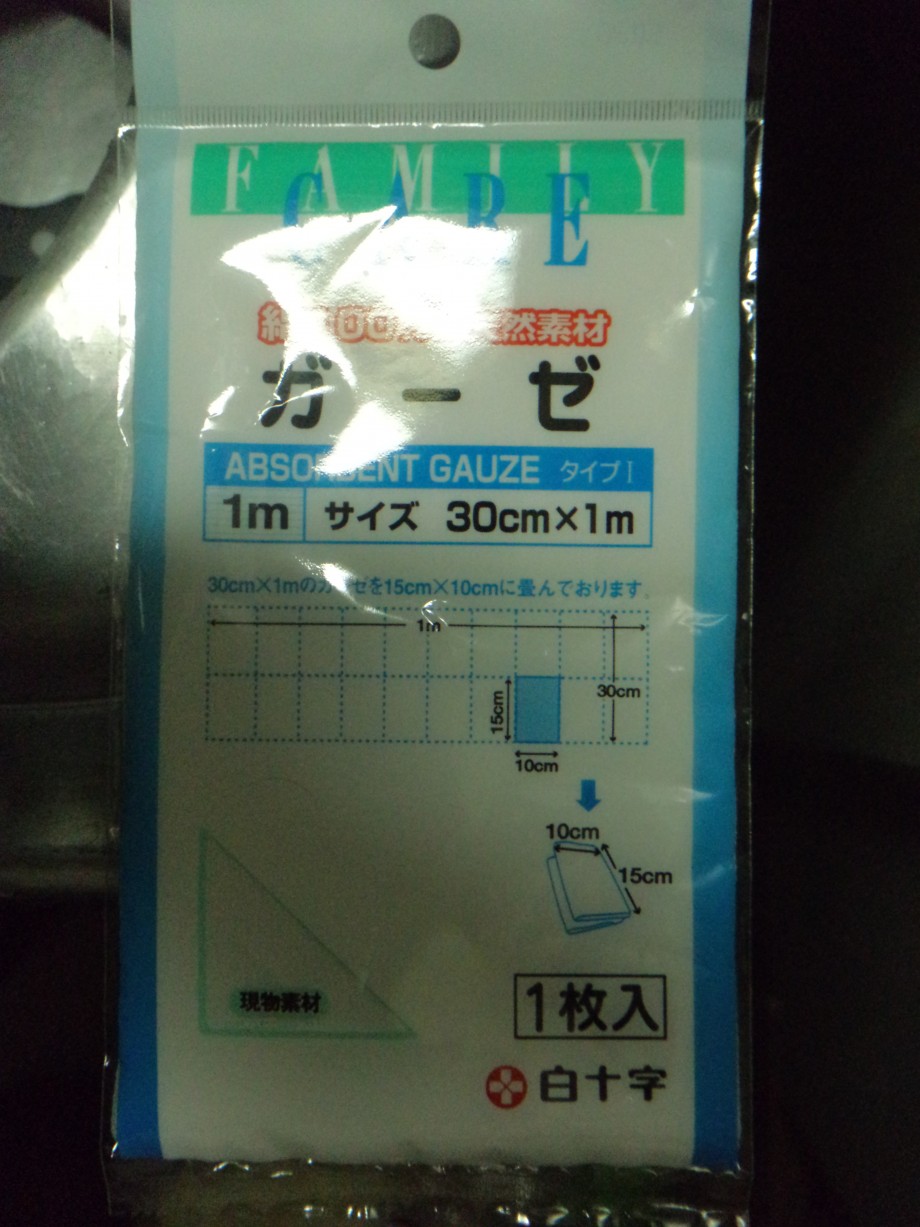 FAMILY
CARE
然素材
ガーゼ
ABSORBENT GAUZE タイプI
1m サイズ 30cm×1m
30cm×1mのガーゼを15cm×10cmに畳んでおります。
1m
30cm
15cm
10cm
10cm
15cm
現物素材
1枚入
白十字